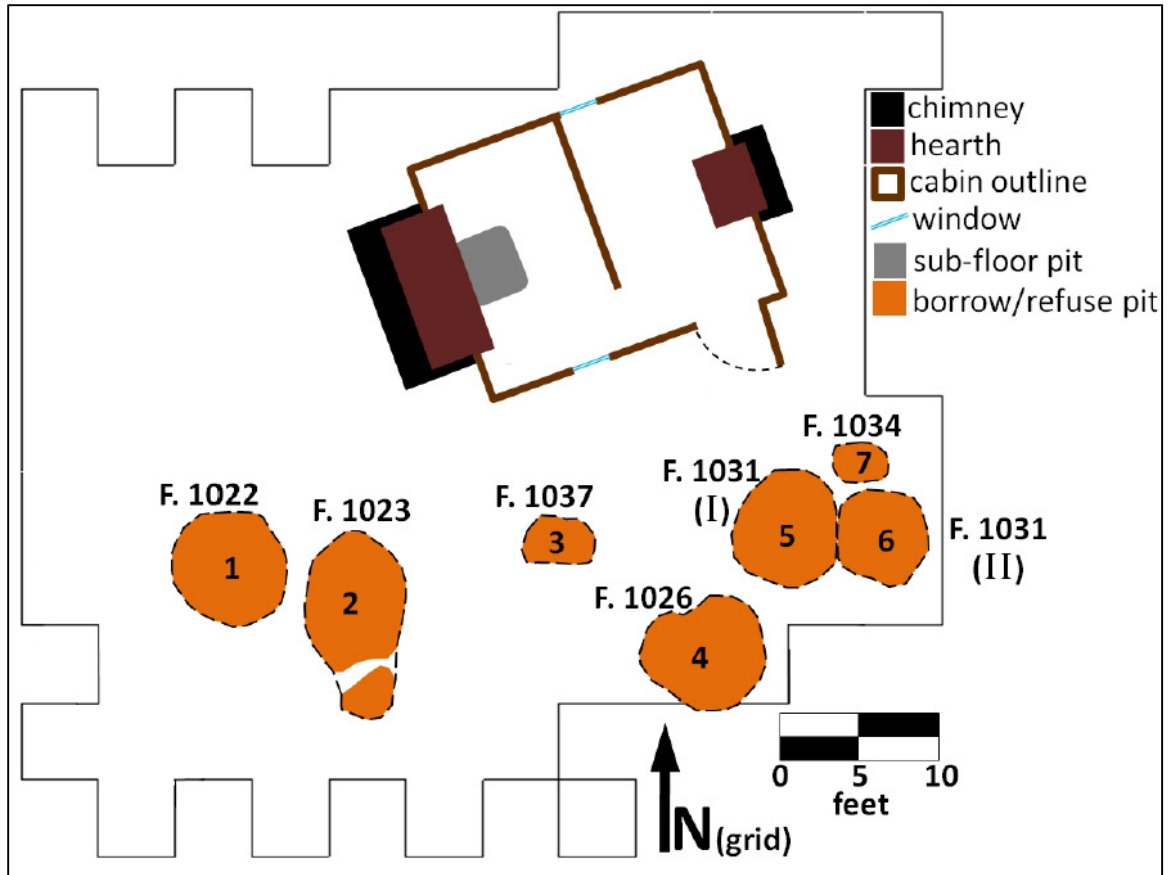 chimney
hearth
cabin outline
window
sub-floor pit
borrow/refuse pit
F. 1034
7
F. 1031
(I)
5
6
F. 1031
(II)
F. 1022
1
F. 1023
2
F. 1037
3
F. 1026
4
0 5 10
feet
N(grid)